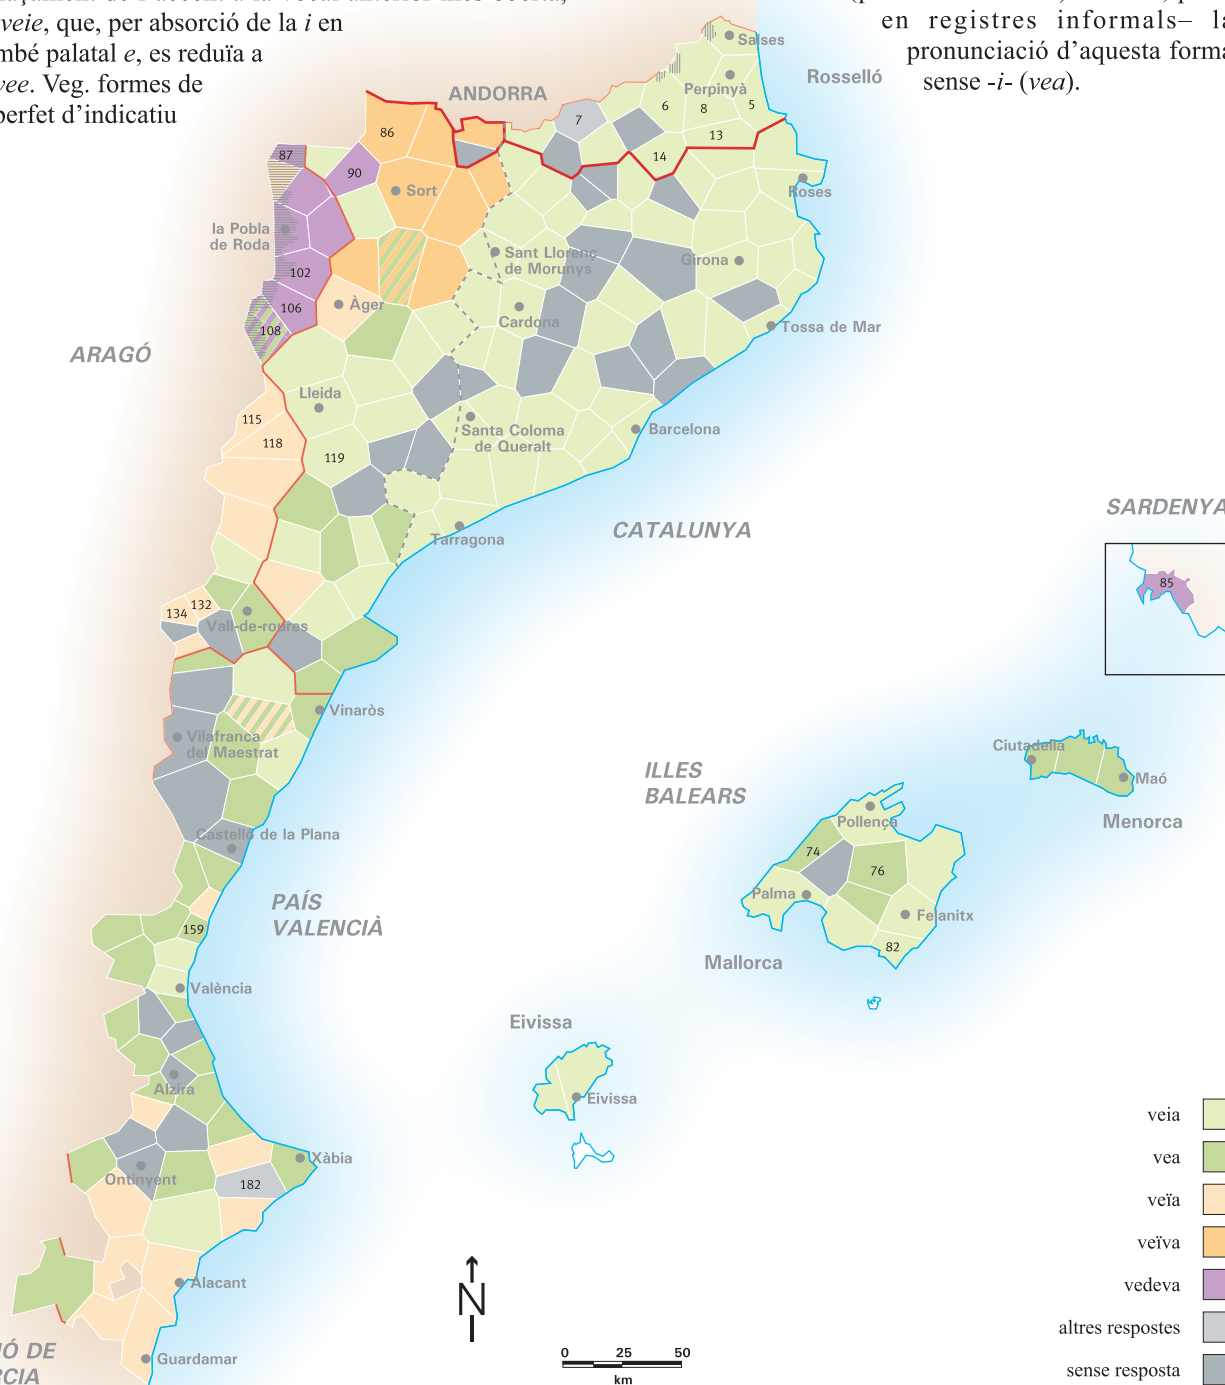 veie, que, per absorció de la i en
mbé palatal e, es reduïa a
vee. Veg. formes de
perfet d'indicatiu
en registres informals– la
pronunciació d'aquesta forma
sense -i- (vea).
Salses
Rosselló
Perpinyà
ANDORRA
6
8
5
7
13
14
86
87
90
Sort
Roses
la Pobla
de Roda
Sant Llorenç
de Morunys
Girona
102
106
Àger
108
Cardona
Tossa de Mar
ARAGÓ
Lleida
115
118
119
Santa Coloma
de Queralt
Barcelona
SARDENYA
CATALUNYA
Tarragona
85
134
132
Vall-de-roures
Vinaròs
Vilafranca
del Maestrat
Ciutadella
Maó
ILLES
BALEARS
Menorca
Pollença
Castelló de la Plana
74
76
Palma
Felanitx
PAÍS
VALENCIÀ
159
82
Mallorca
València
Eivissa
Alzira
Eivissa
veia
vea
Xàbia
Ontinyent
182
veïa
veïva
Alacant
vedeva
N
altres respostes
IÓ DE
RCIA
Guardamar
0 25 50
km
sense resposta